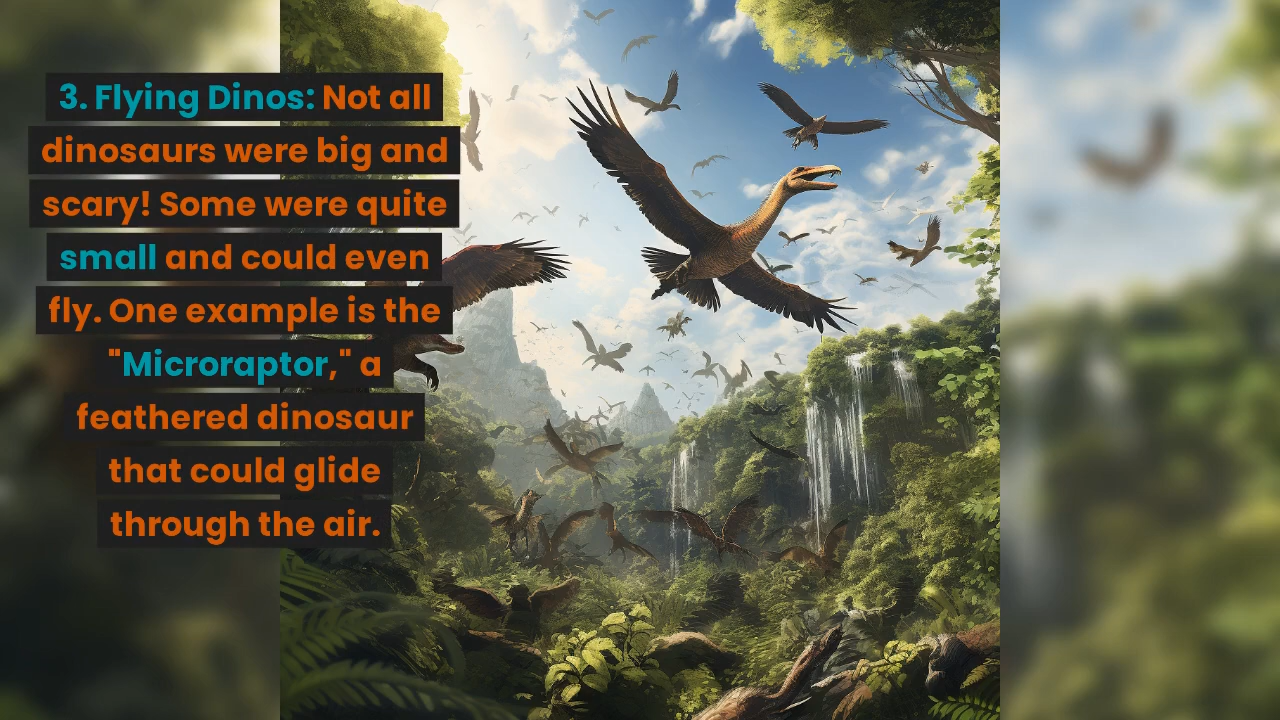 3. Flying Dinos: Not all
dinosaurs were big and
scary! Some were quite
small and could even
fly. One example is the
"Microraptor," a
feathered dinosaur
that could glide
through the air.